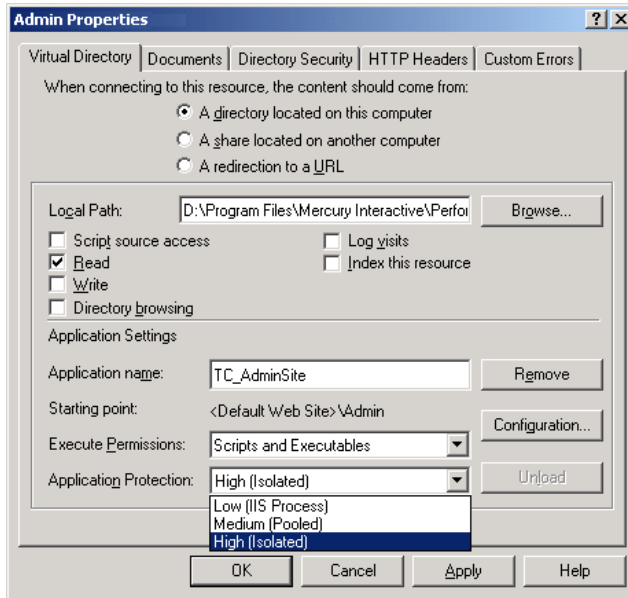 Admin Properties
Virtual Directory Documents Directory Security HTTP Headers Custom Errors
When connecting to this resource, the content should come from:
A directory located on this computer
A share located on another computer
A redirection to a URL
Local Path: D:\Program Files\Mercury Interactive\Perfor Browse...
Script source access Log visits
Read Index this resource
Write
Directory browsing
Application Settings
Application name: TC_AdminSite Remove
Starting point: <Default Web Site>\Admin
Configuration...
Execute Permissions: Scripts and Executables
Application Protection: High (Isolated) Unload
Low (IIS Process)
Medium (Pooled)
High (Isolated)
OK Cancel Apply Help